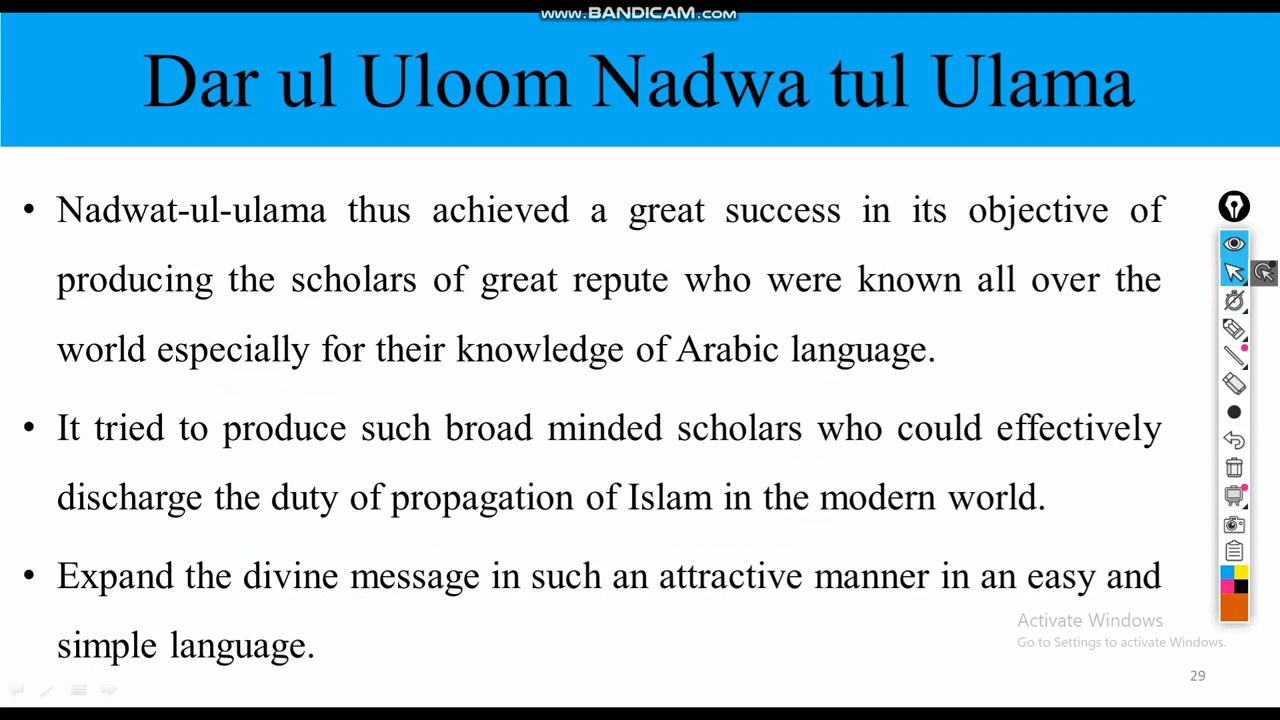 www.BANDICAM.com
Dar ul Uloom Nadwa tul Ulama
• Nadwat-ul-ulama thus achieved a great success in its objective of
producing the scholars of great repute who were known all over the
world especially for their knowledge of Arabic language.
• It tried to produce such broad minded scholars who could effectively
discharge the duty of propagation of Islam in the modern world.
• Expand the divine message in such an attractive manner in an easy and
simple language.
Activate Windows
Go to Settings to activate Windows.
29